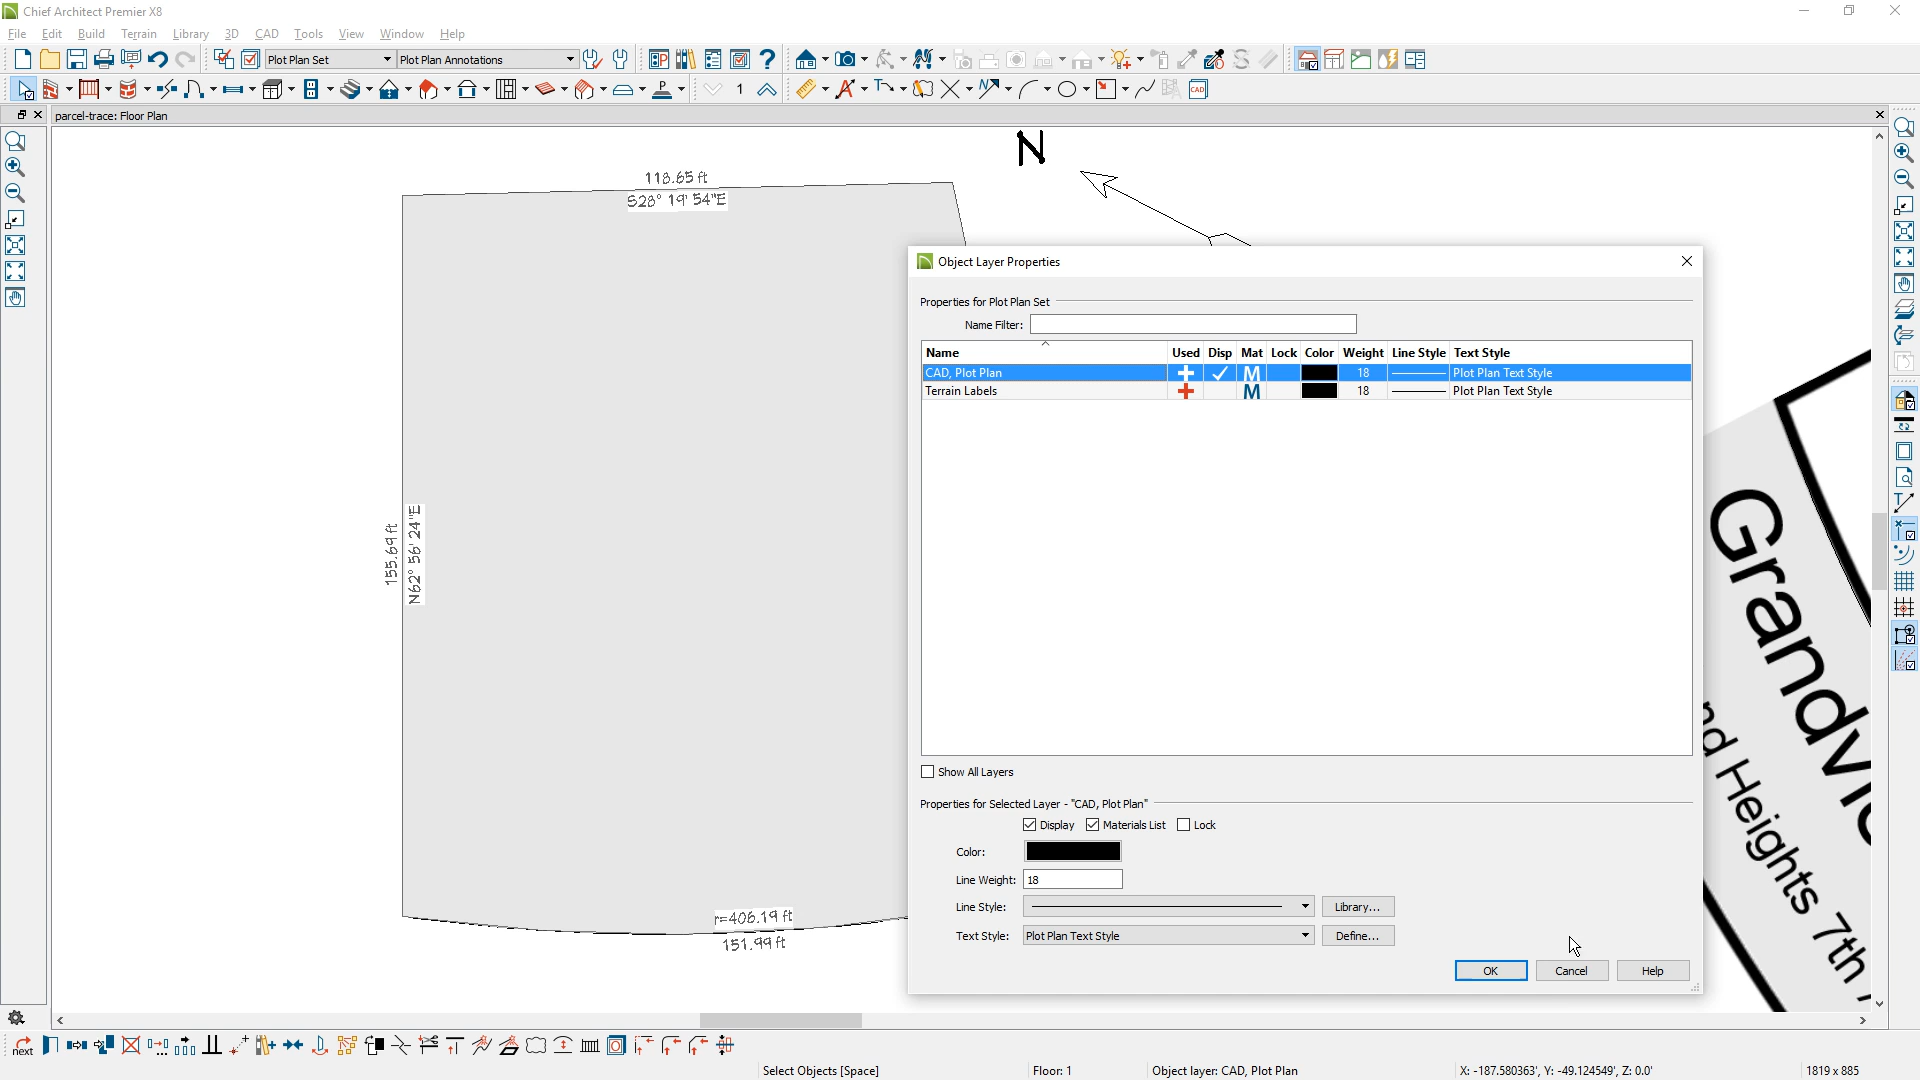 Chief Architect Premier X8
File Edit Build Terrain Library 3D CAD Tools View Window Help
Plot Plan Set Plot Plan Annotations
1 CAD
parcel-trace: Floor Plan
N
118.65 ft
S28° 19' 54"E
155.69 ft
N62° 56' 24"E
r=406.19 ft
151.99 ft
Object Layer Properties
Properties for Plot Plan Set
Name Filter:
Name Used Disp Mat Lock Color Weight Line Style Text Style
CAD, Plot Plan M 18 Plot Plan Text Style
Terrain Labels M 18 Plot Plan Text Style
Show All Layers
Properties for Selected Layer - "CAD, Plot Plan"
Display Materials List Lock
Color:
Line Weight: 18
Line Style: Library...
Text Style: Plot Plan Text Style Define...
OK Cancel Help
Grandvi
nd Heights 7th
next
Select Objects [Space] Floor: 1 Object layer: CAD, Plot Plan X: -187.580363', Y: -49.124549', Z: 0.0' 1819 x 885